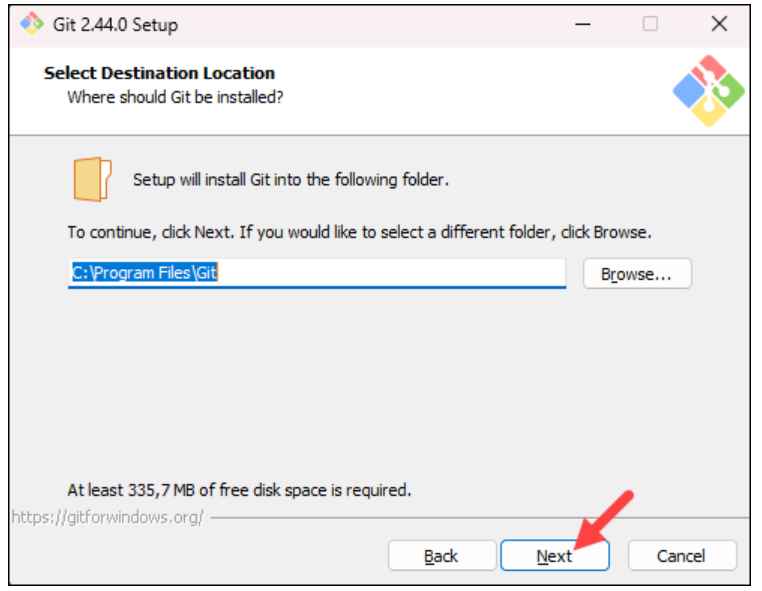 Git 2.44.0 Setup
Select Destination Location
Where should Git be installed?
Setup will install Git into the following folder.
To continue, click Next. If you would like to select a different folder, click Browse.
C:\Program Files\Git
Browse...
At least 335,7 MB of free disk space is required.
https://gitforwindows.org/
Back
Next
Cancel